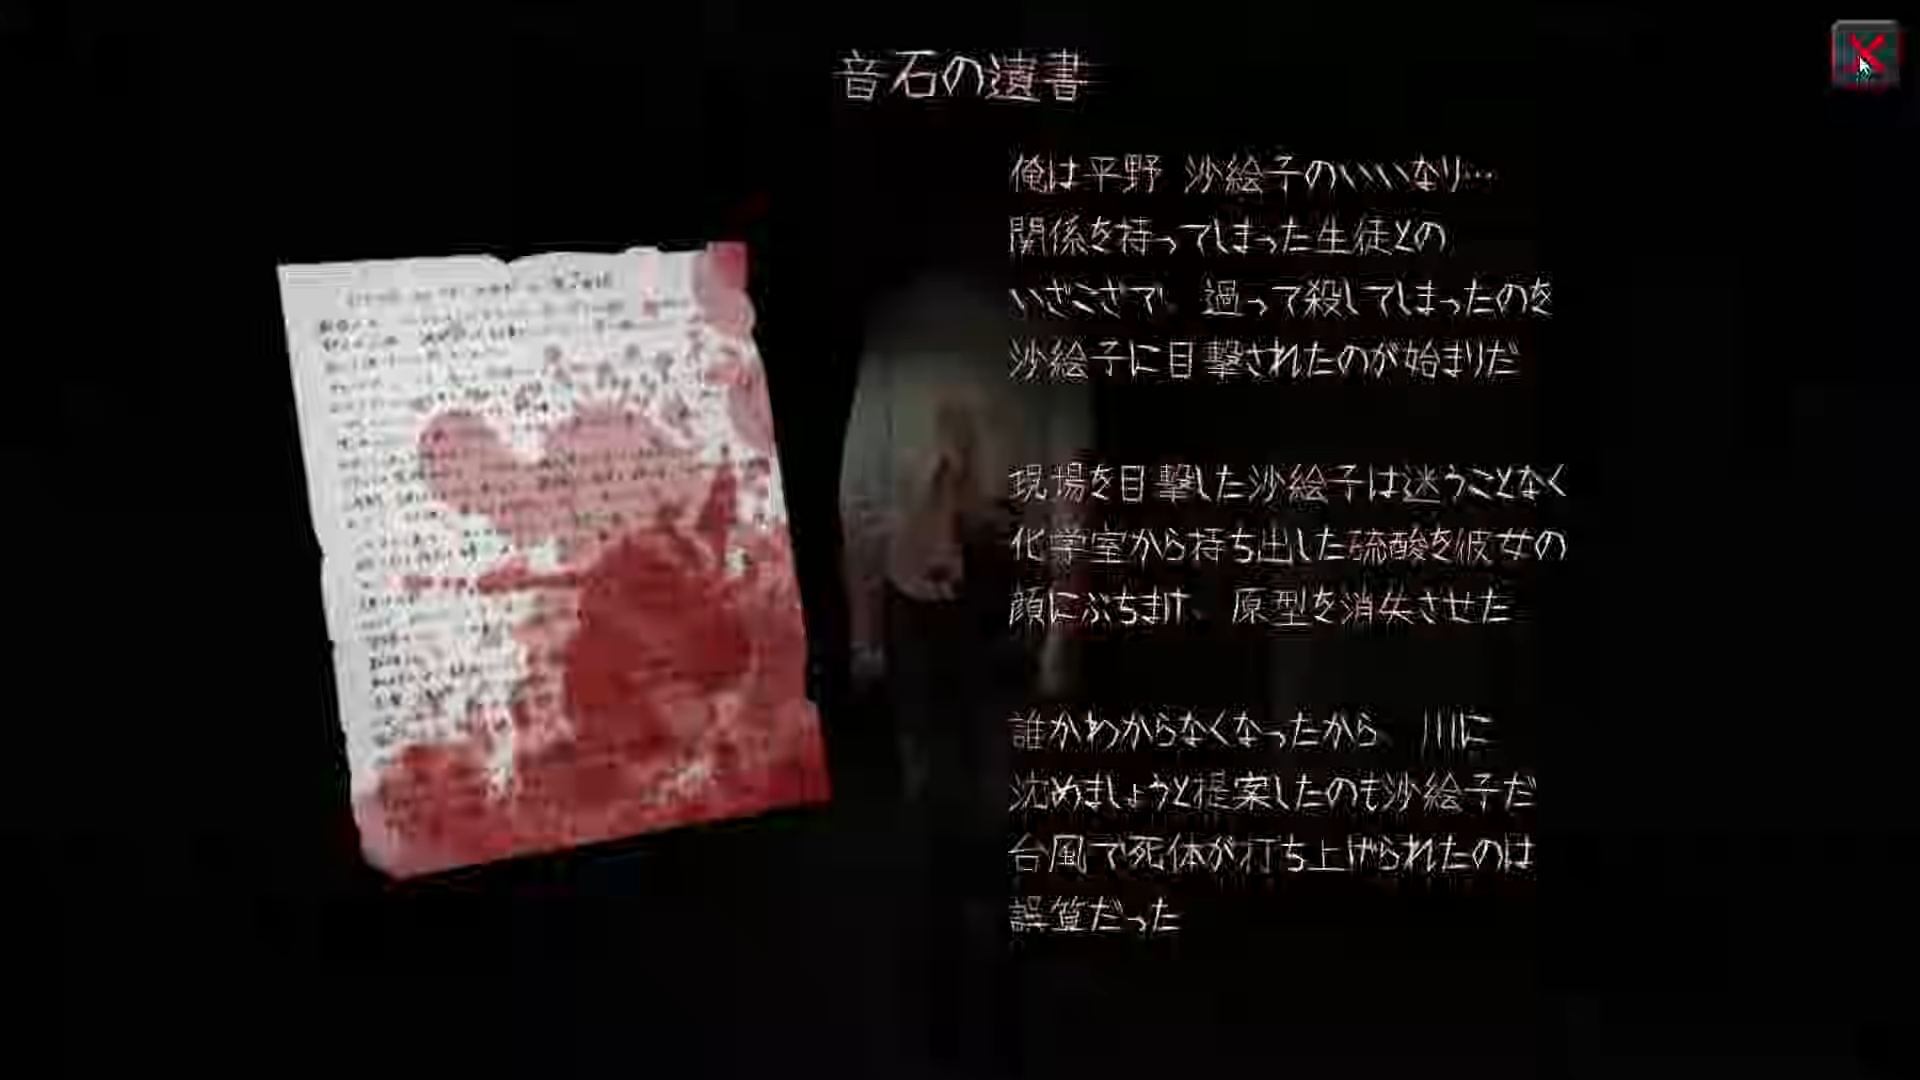 音石の遺書
俺は平野 沙絵子のいいなり…
関係を持ってしまった生徒との
いざこざで、過って殺してしまったのを
沙絵子に目撃されたのが始まりだ
現場を目撃した沙絵子は迷うことなく
化学室から持ち出した硫酸を彼女の
顔にぶちまけ、原型を消失させた
誰かわからなくなったから、川に
沈めましょうと提案したのも沙絵子だ
台風で死体が打ち上げられたのは
誤算だった